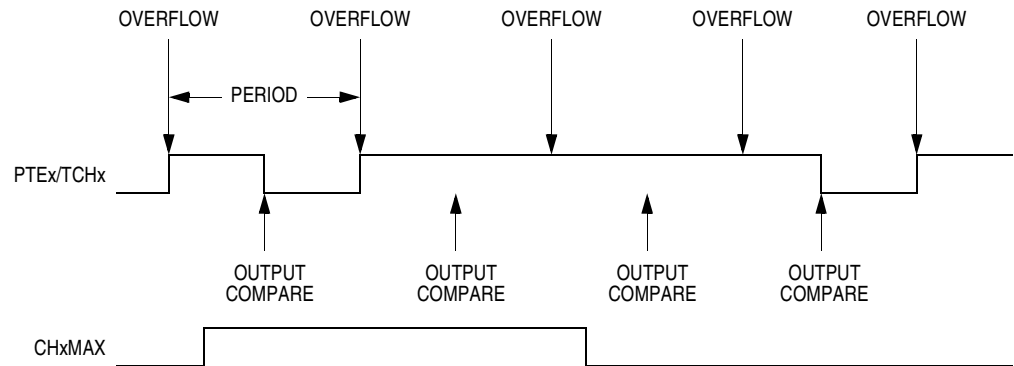 OVERFLOW OVERFLOW OVERFLOW OVERFLOW OVERFLOW
PERIOD
PTEx/TCHx
OUTPUT COMPARE
OUTPUT COMPARE
OUTPUT COMPARE
OUTPUT COMPARE
CHxMAX